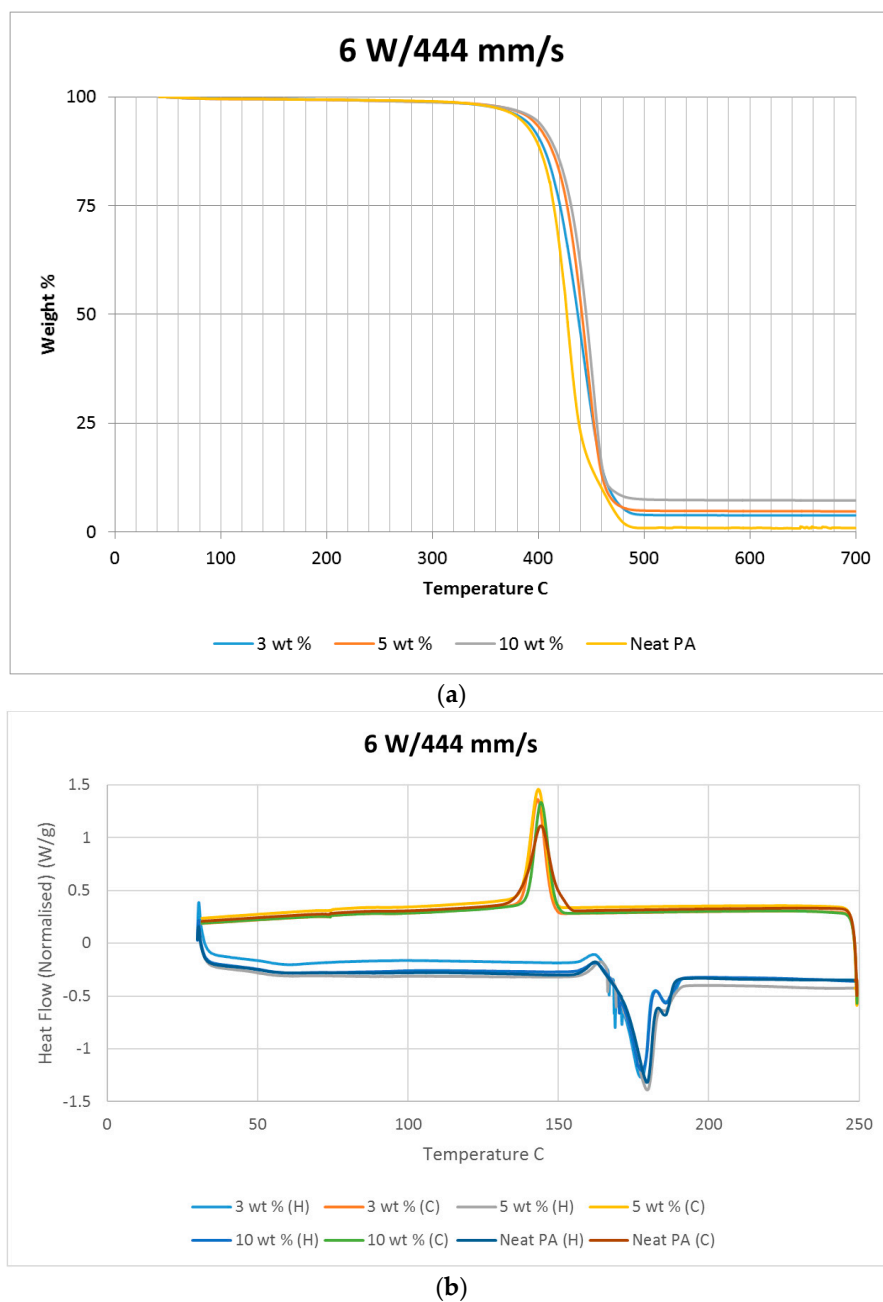 6 W/444 mm/s
100
75
50
25
0
Weight %
0 100 200 300 400 500 600 700
Temperature C
3 wt % 5 wt % 10 wt % Neat PA
(a)
6 W/444 mm/s
1.5
1
0.5
0
-0.5
-1
-1.5
Heat Flow (Normalised) (W/g)
0 50 100 150 200 250
Temperature C
3 wt % (H) 3 wt % (C) 5 wt % (H) 5 wt % (C)
10 wt % (H) 10 wt % (C) Neat PA (H) Neat PA (C)
(b)